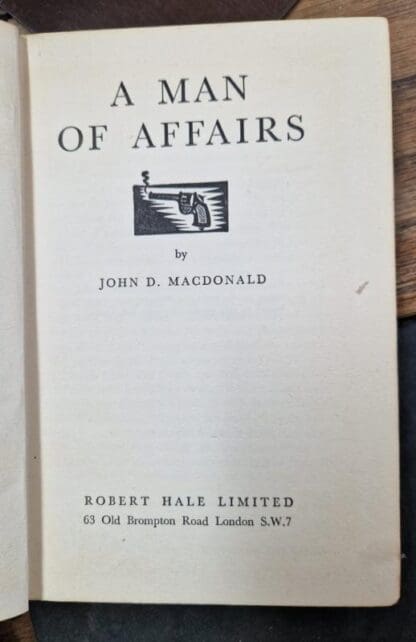 A MAN
OF AFFAIRS
by
JOHN D. MACDONALD
ROBERT HALE LIMITED
63 Old Brompton Road London S.W.7